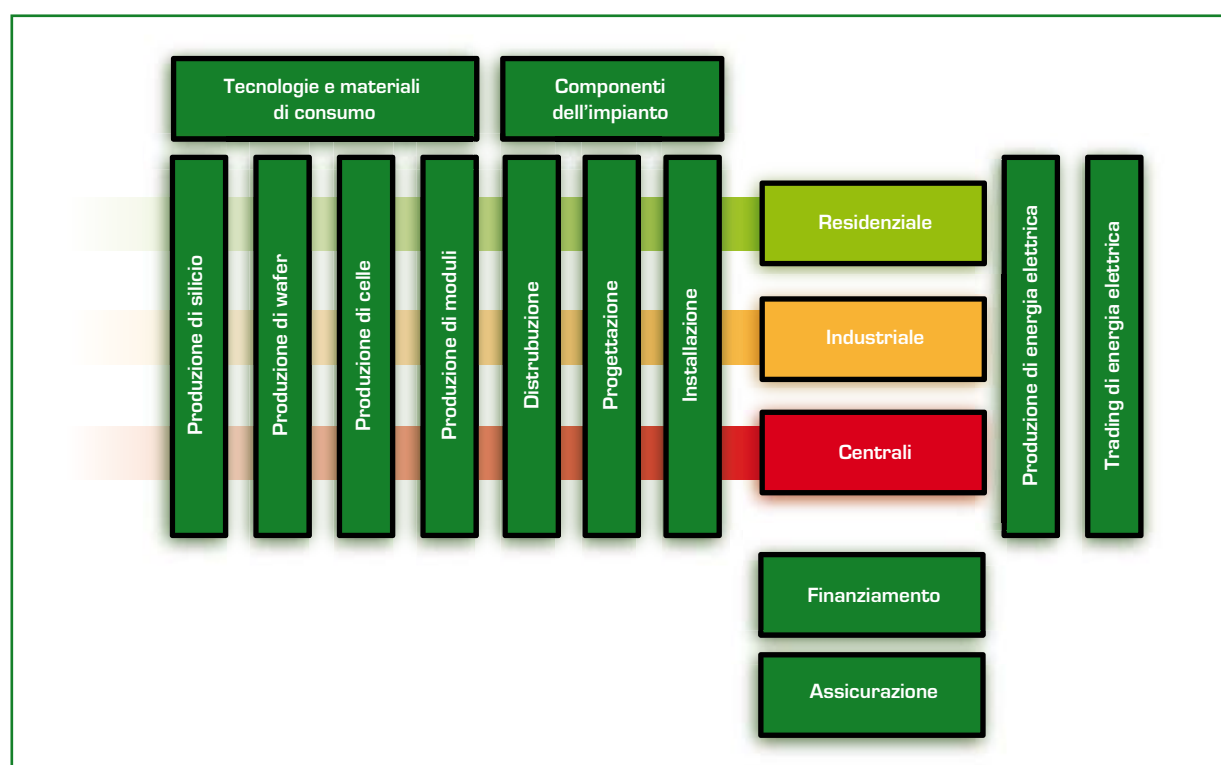 Tecnologie e materiali
di consumo
Componenti
dell'impianto
Produzione di silicio
Produzione di wafer
Produzione di celle
Produzione di moduli
Distrubuzione
Progettazione
Installazione
Residenziale
Industriale
Centrali
Produzione di energia elettrica
Trading di energia elettrica
Finanziamento
Assicurazione